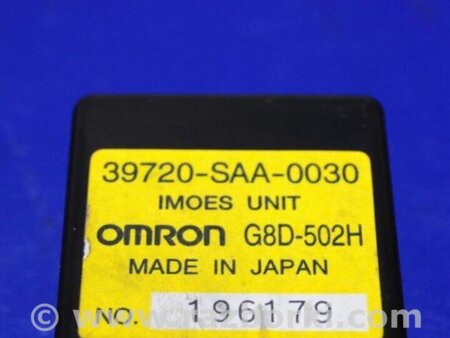 39720-SAA-0030
IMOES UNIT
OMRON G8D-502H
MADE IN JAPAN
NO. 196179